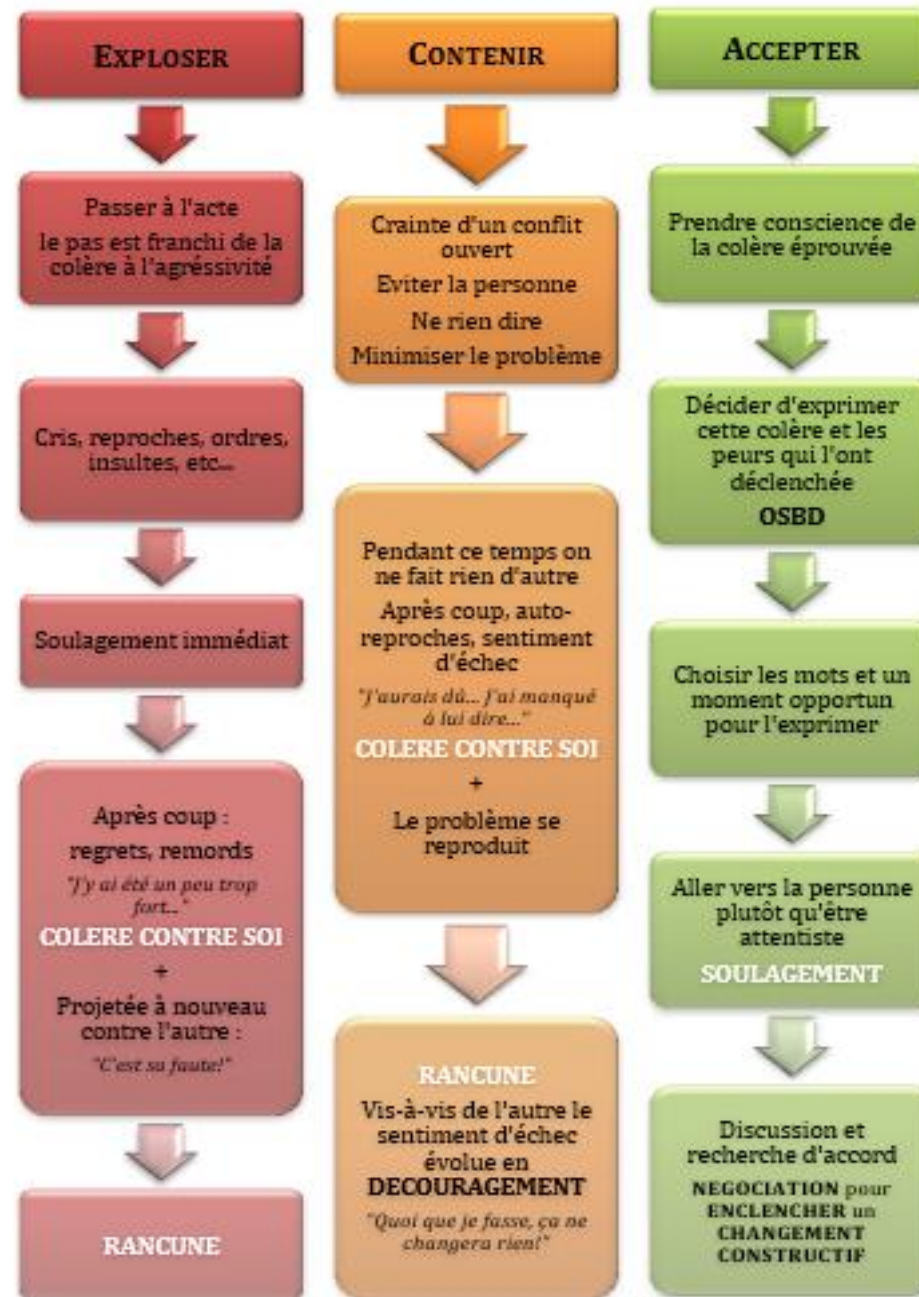 EXPLOSER
Passer à l'acte
le pas est franchi de la
colère à l'agréssivité
Cris, reproches, ordres,
insultes, etc...
Soulagement immédiat
Après coup :
regrets, remords
"J'y ai été un peu trop
fort..."
COLERE CONTRE SOI
+
Projetée à nouveau
contre l'autre :
"C'est sa faute!"
RANCUNE
CONTENIR
Crainte d'un conflit
ouvert
Eviter la personne
Ne rien dire
Minimiser le problème
Pendant ce temps on
ne fait rien d'autre
Après coup, auto-
reproches, sentiment
d'échec
"J'aurais dû... J'ai manqué
à lui dire..."
COLERE CONTRE SOI
+
Le problème se
reproduit
RANCUNE
Vis-à-vis de l'autre le
sentiment d'échec
évolue en
DECOURAGEMENT
"Quoi que je fasse, ça ne
changera rien!"
ACCEPTER
Prendre conscience de
la colère éprouvée
Décider d'exprimer
cette colère et les
peurs qui l'ont
déclenchée
OSBD
Choisir les mots et un
moment opportun
pour l'exprimer
Aller vers la personne
plutôt qu'être
attentiste
SOULAGEMENT
Discussion et
recherche d'accord
NEGOCIATION pour
ENCLENCHER un
CHANGEMENT
CONSTRUCTIF